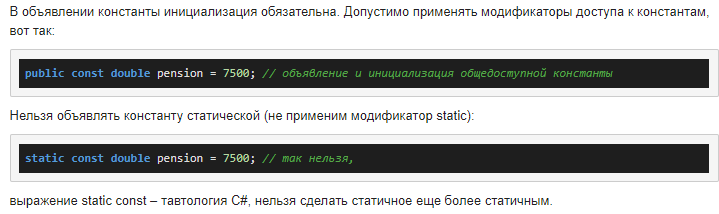 В объявлении константы инициализация обязательна. Допустимо применять модификаторы доступа к константам,
вот так:
public const double pension = 7500; // объявление и инициализация общедоступной константы
Нельзя объявлять константу статической (не применим модификатор static):
static const double pension = 7500; // так нельзя,
выражение static const – тавтология C#, нельзя сделать статичное еще более статичным.